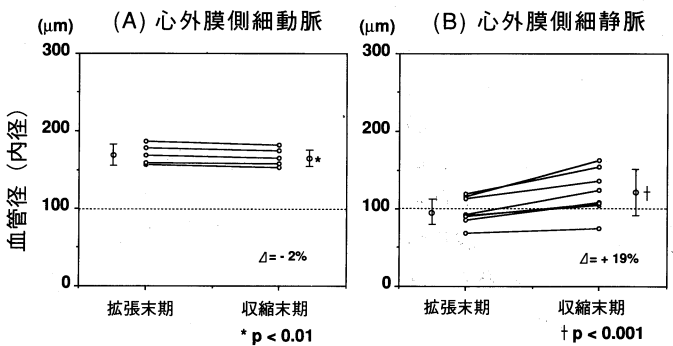 (μm)
(A) 心外膜側細動脈
300
200
100
0
血管径 (内径)
*
Δ= - 2%
拡張末期
収縮末期
* p < 0.01
(μm)
(B) 心外膜側細静脈
300
200
100
0
†
Δ= + 19%
拡張末期
収縮末期
† p < 0.001